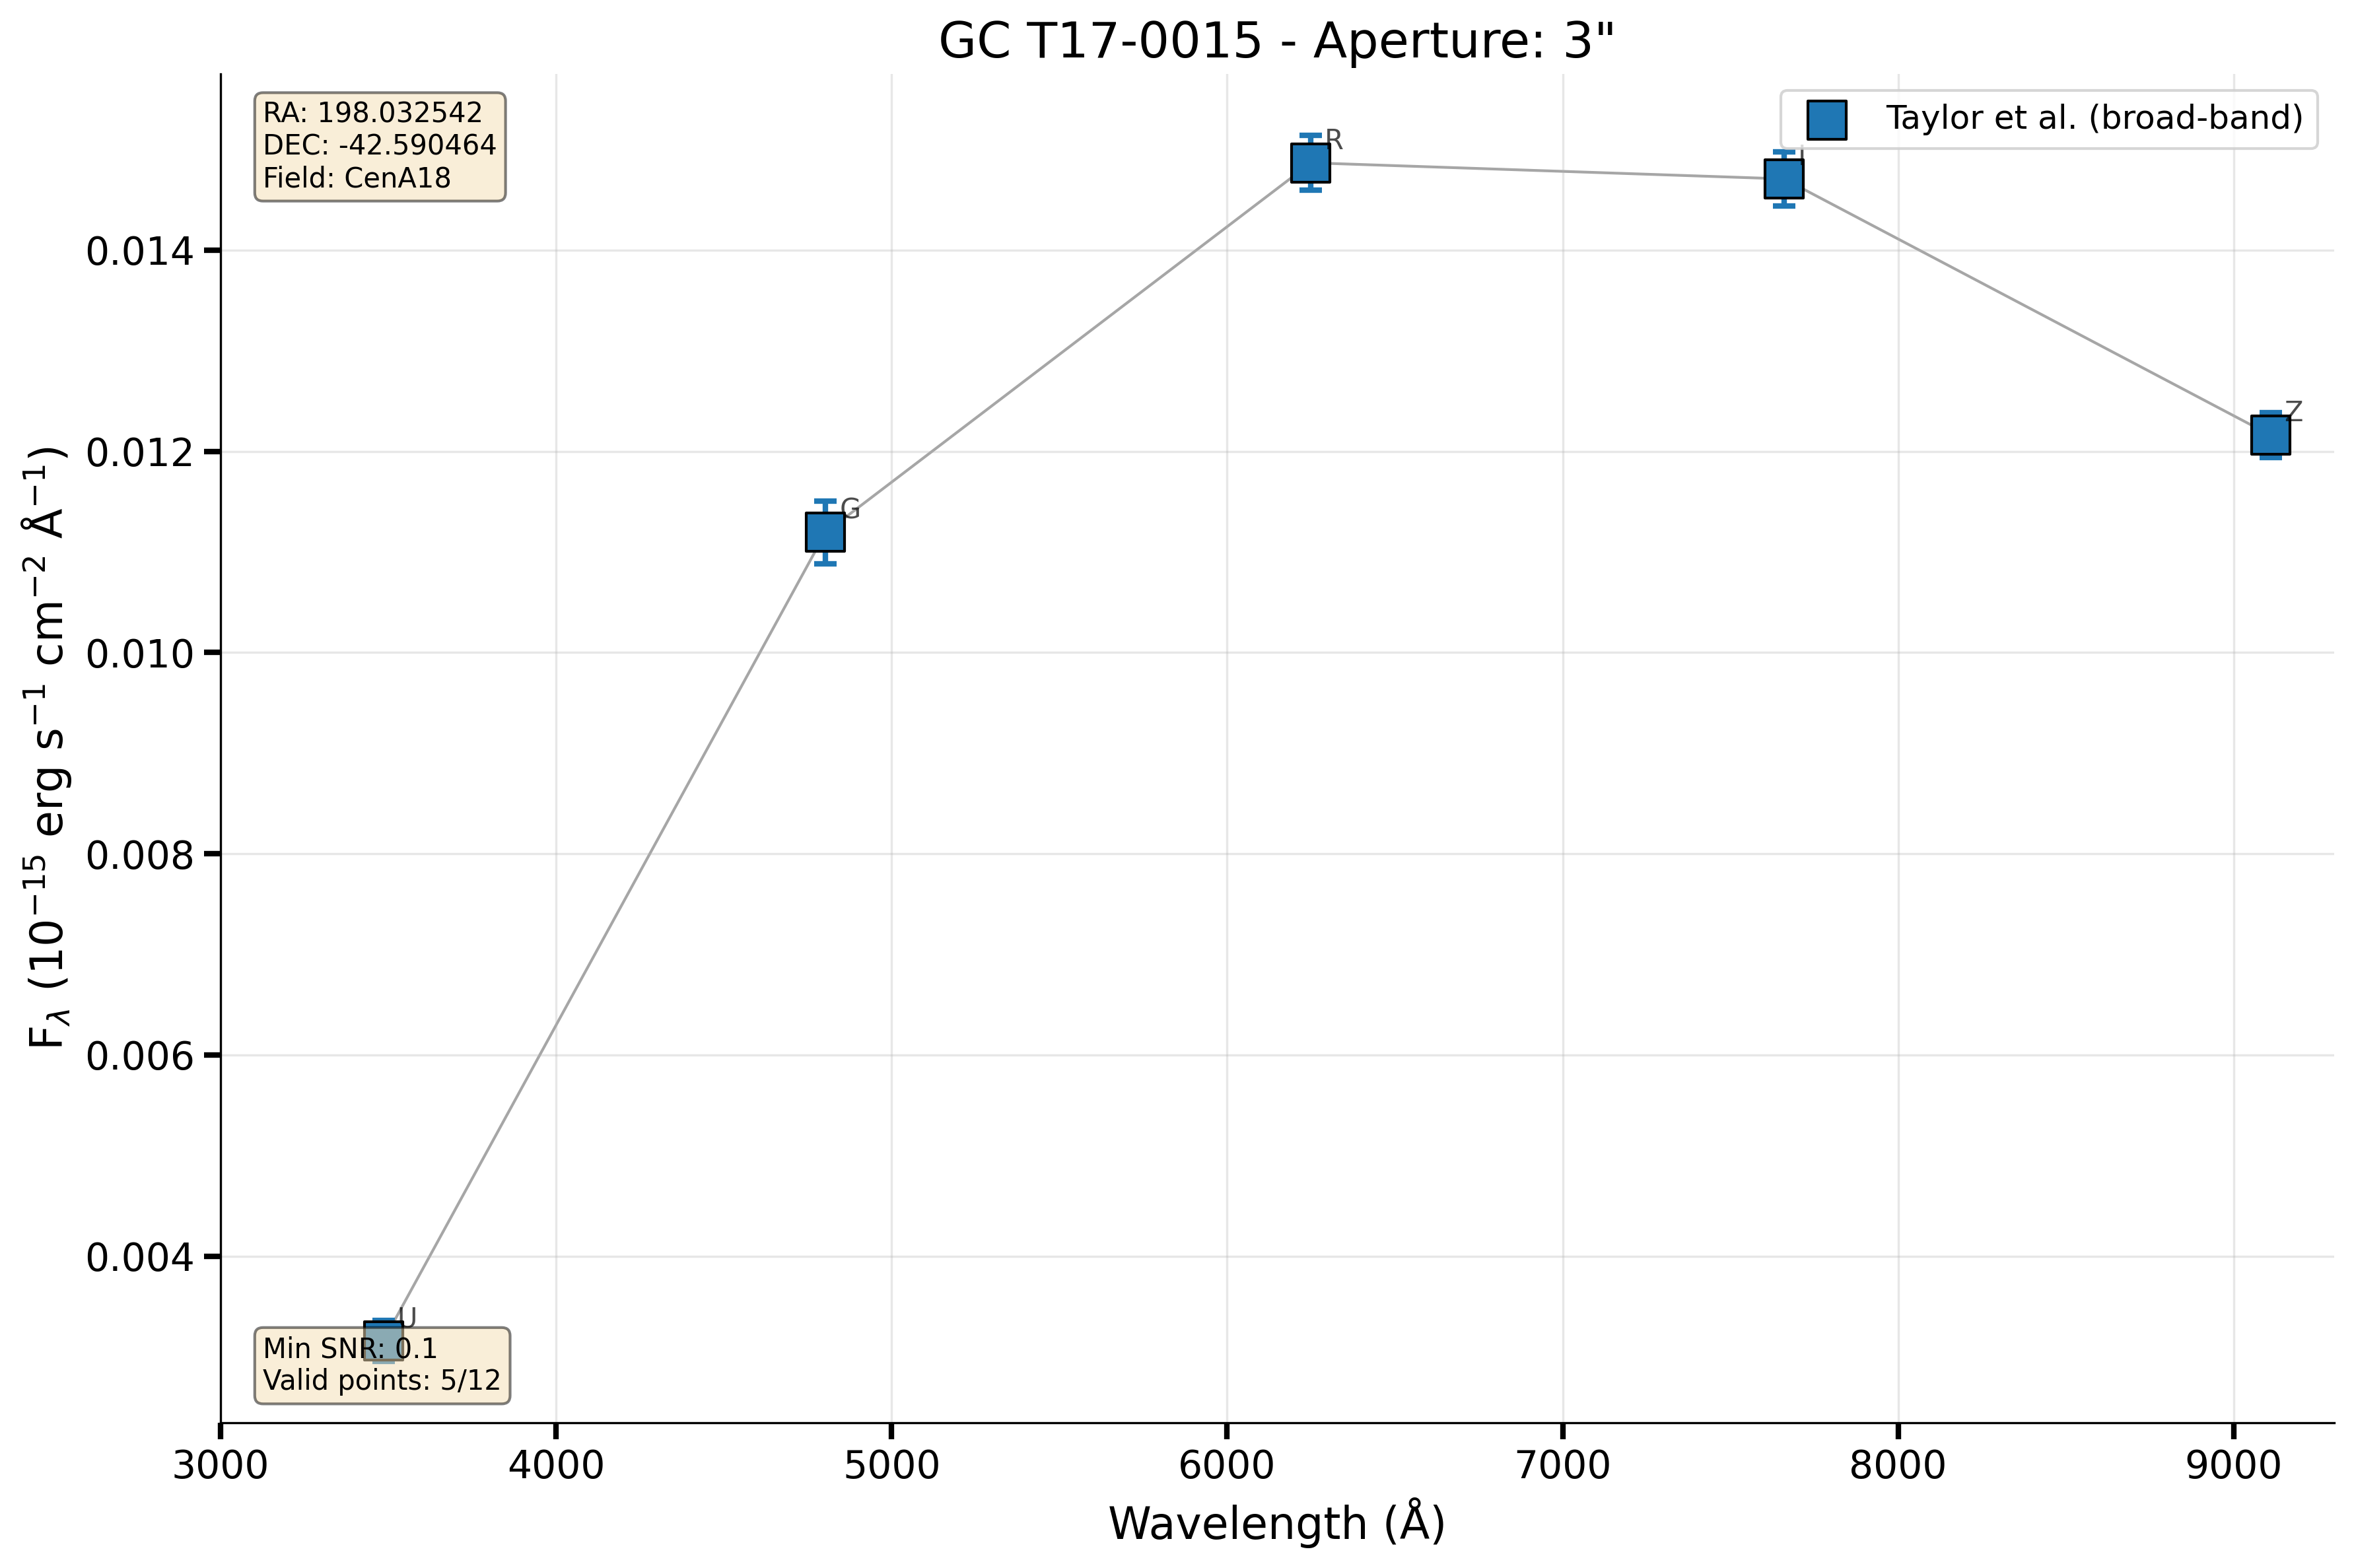 GC T17-0015 - Aperture: 3"
RA: 198.032542
DEC: -42.590464
Field: CenA18
Taylor et al. (broad-band)
R
G
Z
U
0.014
0.012
0.010
0.008
0.006
0.004
F_λ (10⁻¹⁵ erg s⁻¹ cm⁻² Å⁻¹)
Min SNR: 0.1
Valid points: 5/12
3000 4000 5000 6000 7000 8000 9000
Wavelength (Å)